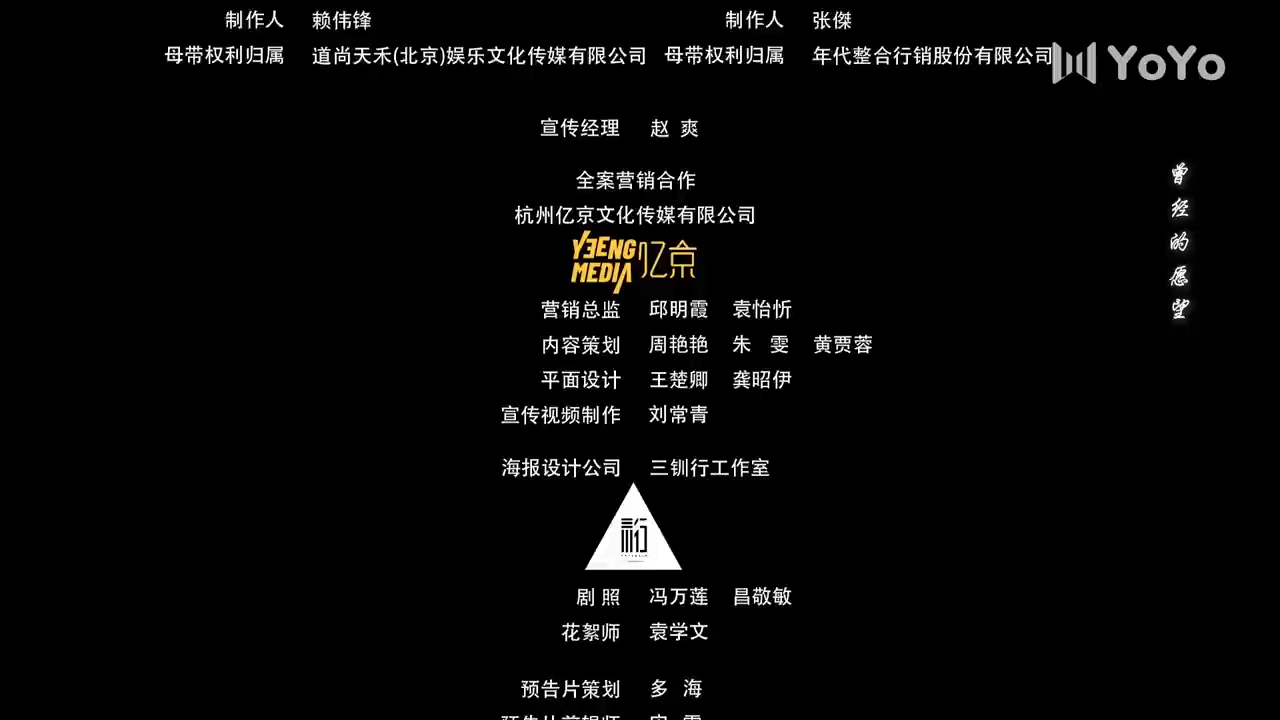 制作人 赖伟锋 制作人 张傑
母带权利归属 道尚天禾(北京)娱乐文化传媒有限公司 母带权利归属 年代整合行销股份有限公司
YoYo
宣传经理 赵 爽
曾经的愿望
全案营销合作
杭州亿京文化传媒有限公司
YEENG MEDIA 亿京
营销总监 邱明霞 袁怡忻
内容策划 周艳艳 朱 雯 黄贾蓉
平面设计 王楚卿 龚昭伊
宣传视频制作 刘常青
海报设计公司 三钏行工作室
剧 照 冯万莲 昌敬敏
花絮师 袁学文
预告片策划 多 海